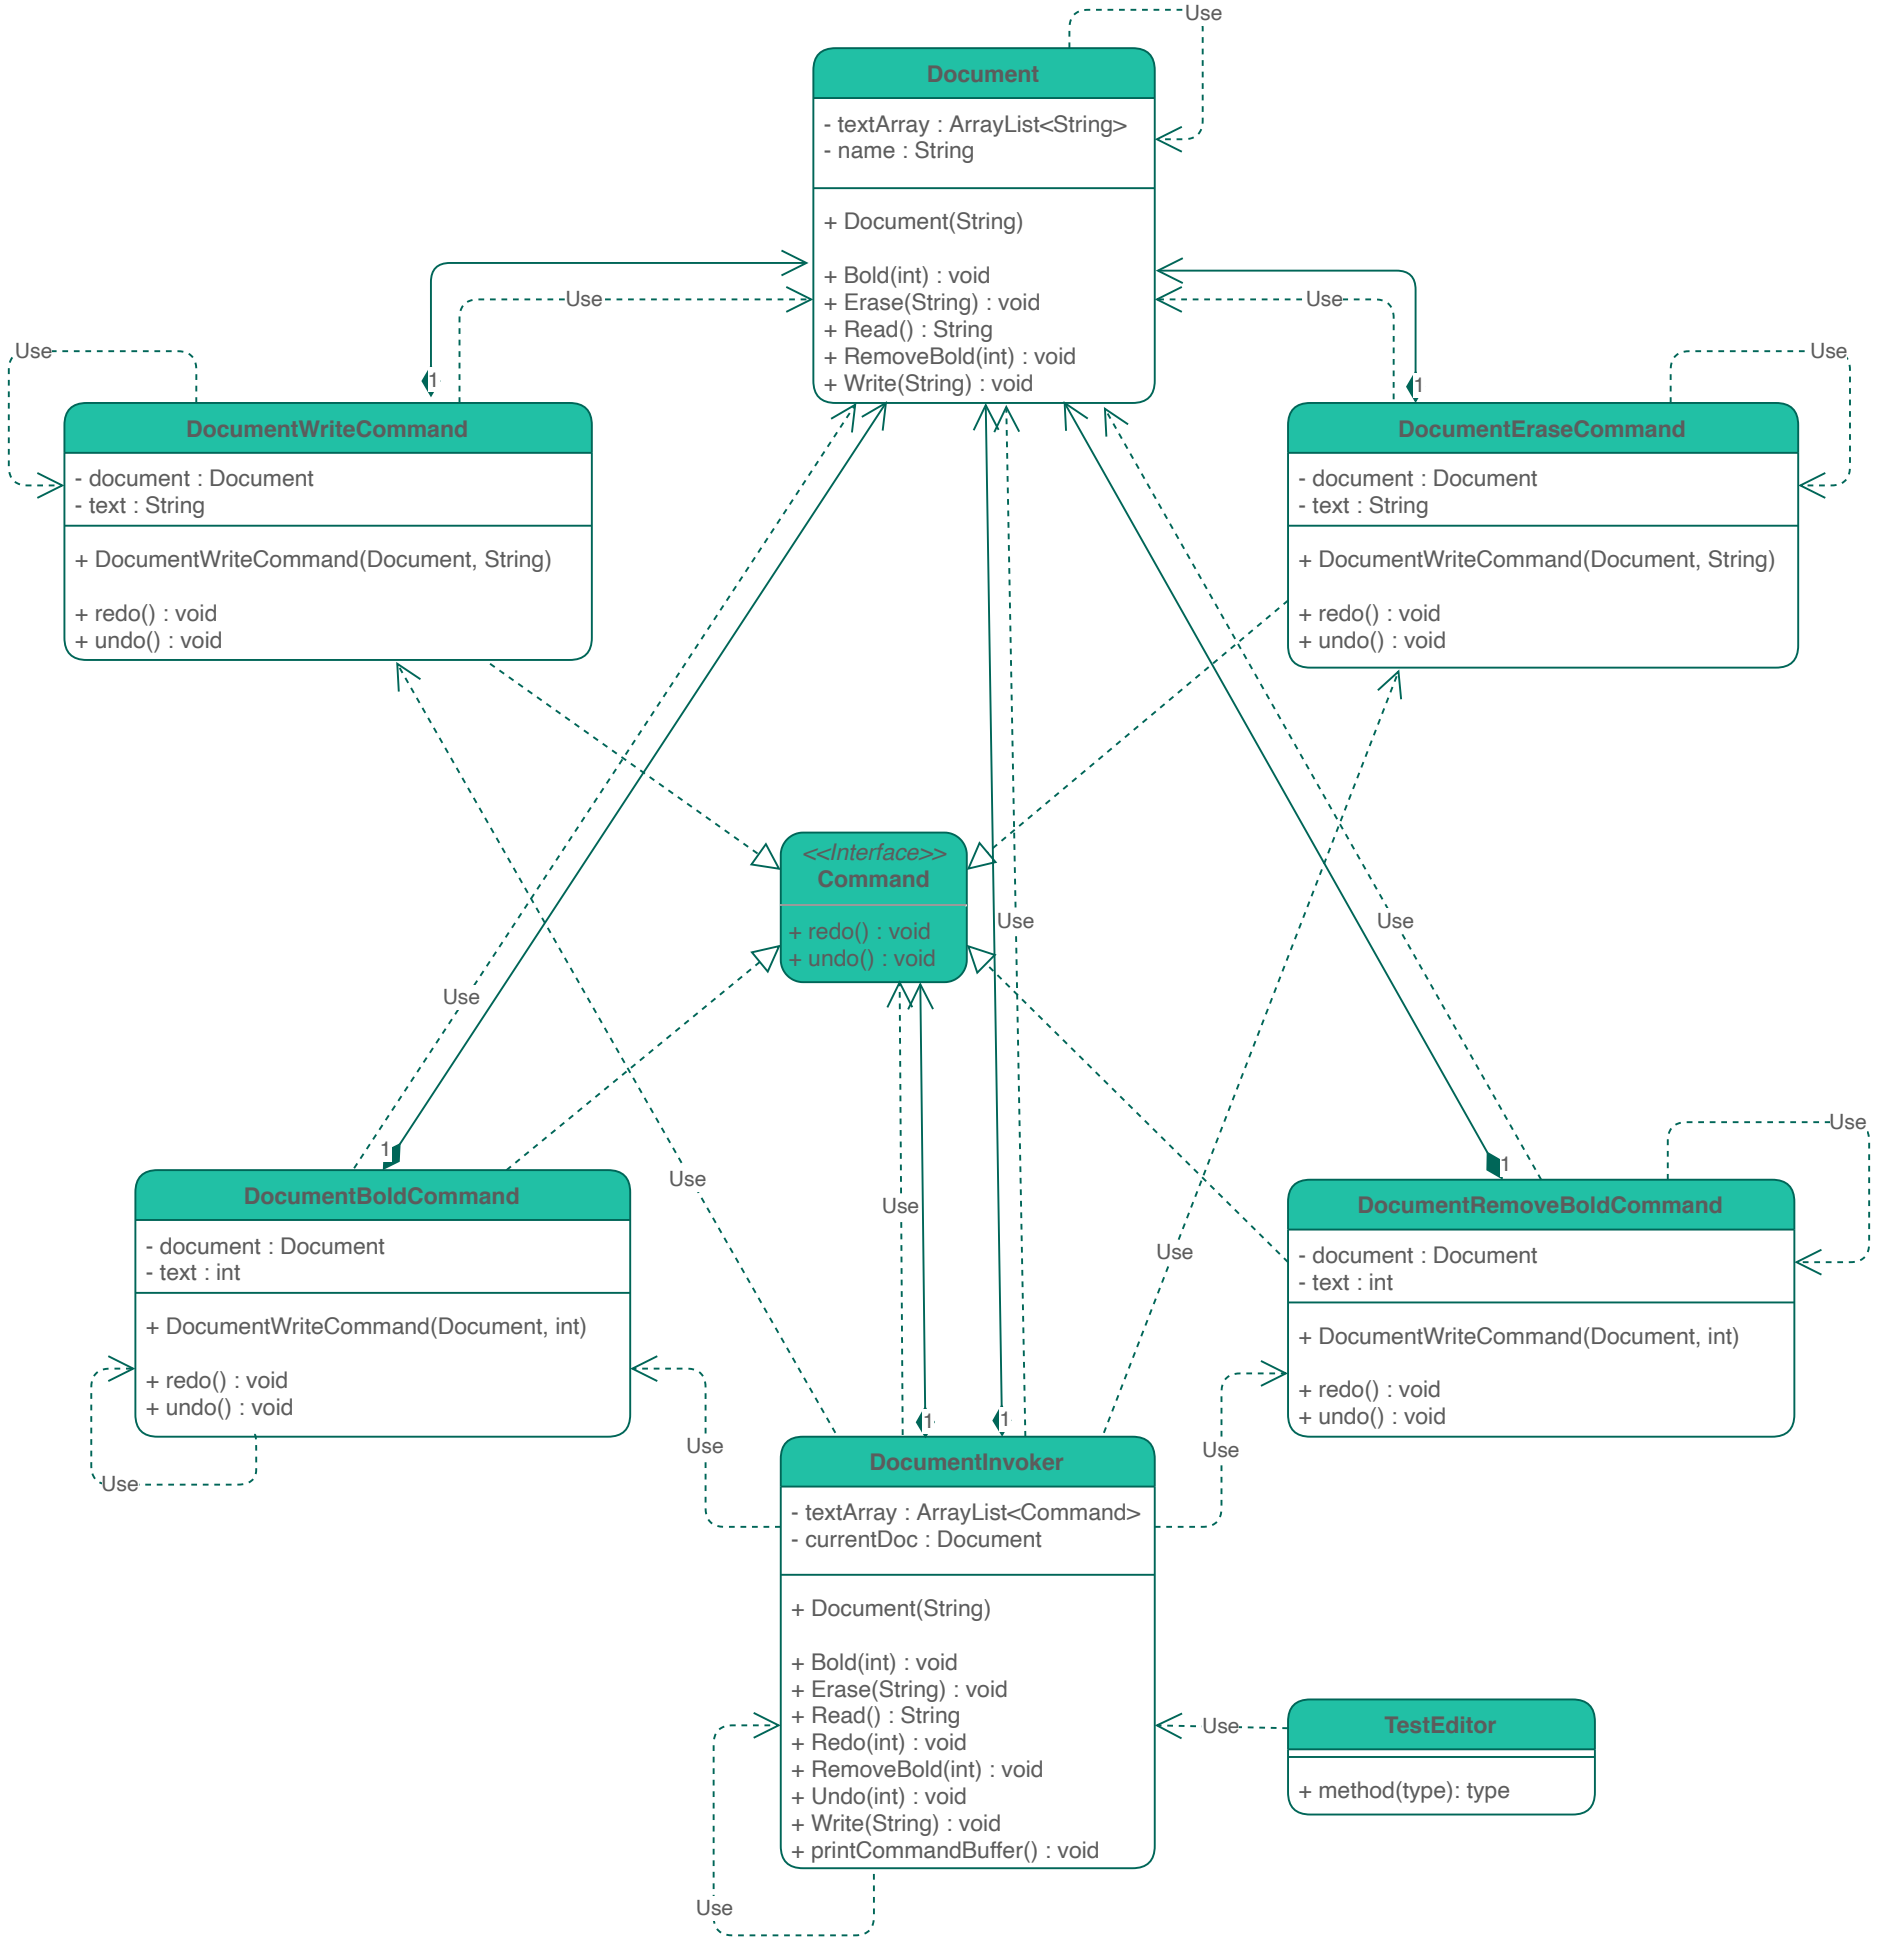 Use
Document
- textArray : ArrayList<String>
- name : String
+ Document(String)
+ Bold(int) : void
+ Erase(String) : void
+ Read() : String
+ RemoveBold(int) : void
+ Write(String) : void
Use
Use
Use
Use
1
1
DocumentWriteCommand
- document : Document
- text : String
+ DocumentWriteCommand(Document, String)
+ redo() : void
+ undo() : void
DocumentEraseCommand
- document : Document
- text : String
+ DocumentWriteCommand(Document, String)
+ redo() : void
+ undo() : void
<<Interface>>
Command
+ redo() : void
+ undo() : void
Use
Use
Use
Use
Use
Use
Use
1
1
DocumentBoldCommand
- document : Document
- text : int
+ DocumentWriteCommand(Document, int)
+ redo() : void
+ undo() : void
Use
DocumentRemoveBoldCommand
- document : Document
- text : int
+ DocumentWriteCommand(Document, int)
+ redo() : void
+ undo() : void
Use
Use
1
1
DocumentInvoker
- textArray : ArrayList<Command>
- currentDoc : Document
+ Document(String)
+ Bold(int) : void
+ Erase(String) : void
+ Read() : String
+ Redo(int) : void
+ RemoveBold(int) : void
+ Undo(int) : void
+ Write(String) : void
+ printCommandBuffer() : void
Use
Use
TestEditor
+ method(type): type